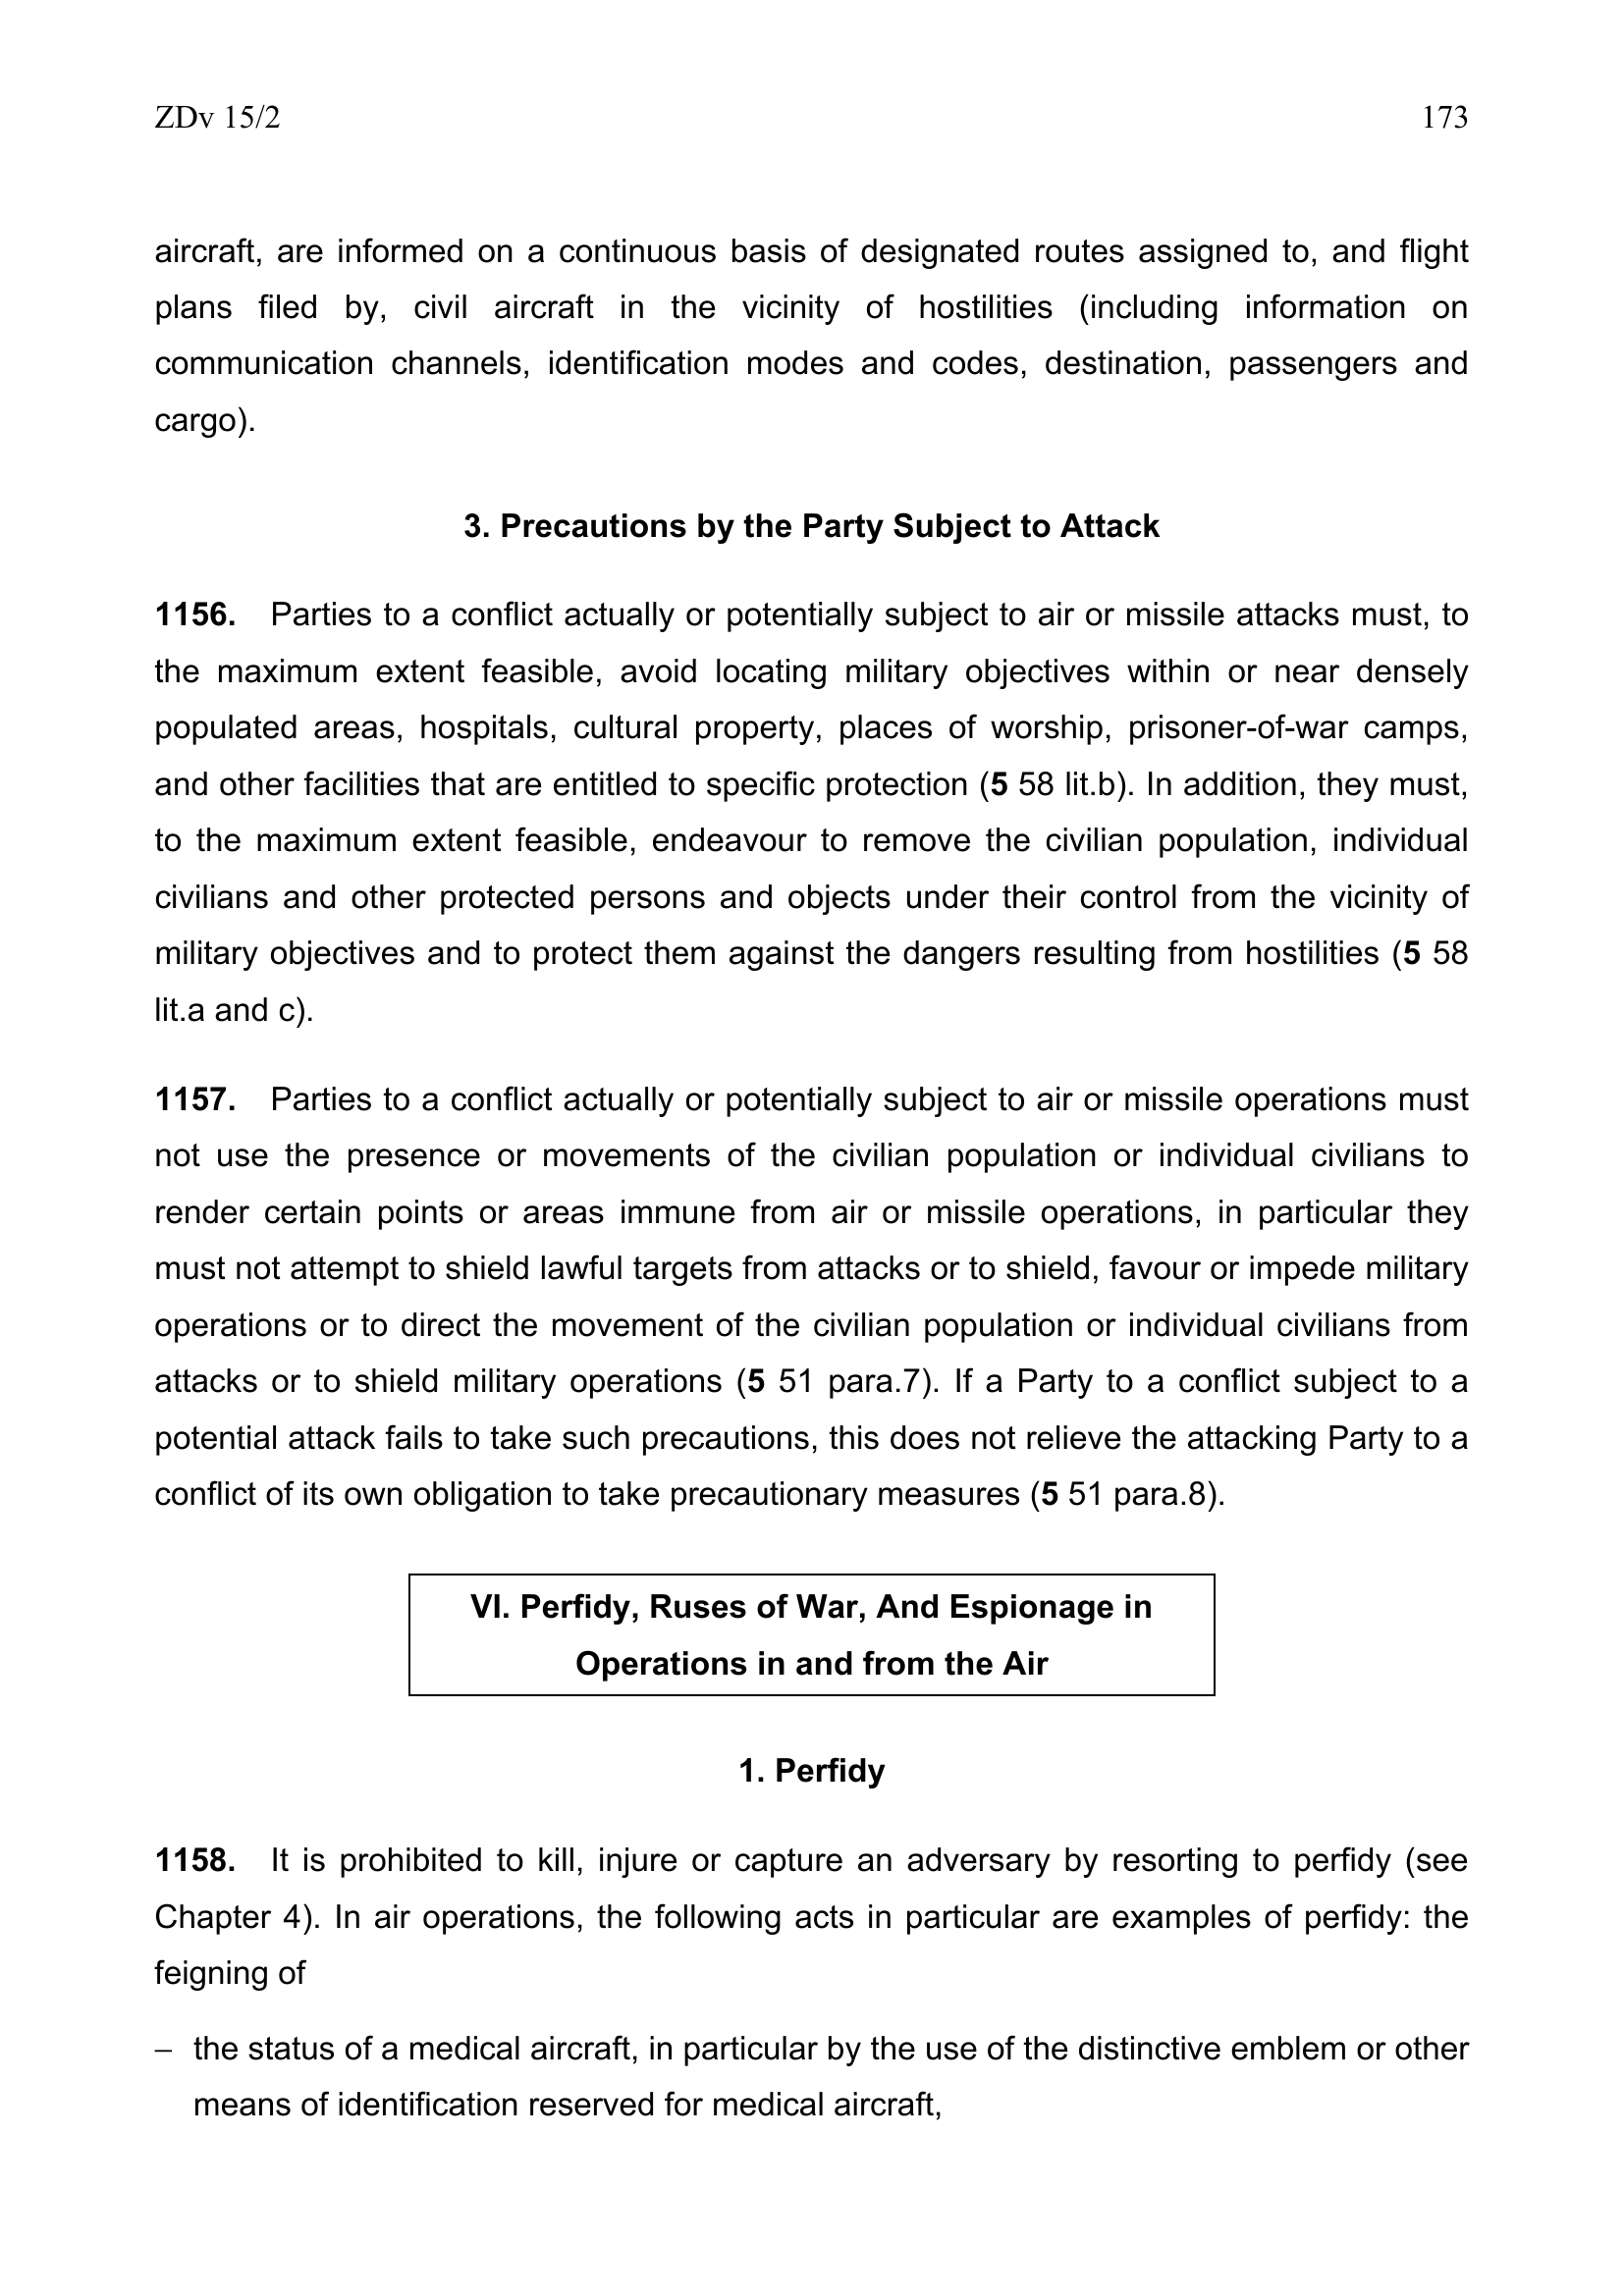 ZDv 15/2 173
aircraft, are informed on a continuous basis of designated routes assigned to, and flight
plans filed by, civil aircraft in the vicinity of hostilities (including information on
communication channels, identification modes and codes, destination, passengers and
cargo).
3. Precautions by the Party Subject to Attack
1156. Parties to a conflict actually or potentially subject to air or missile attacks must, to
the maximum extent feasible, avoid locating military objectives within or near densely
populated areas, hospitals, cultural property, places of worship, prisoner-of-war camps,
and other facilities that are entitled to specific protection (5 58 lit.b). In addition, they must,
to the maximum extent feasible, endeavour to remove the civilian population, individual
civilians and other protected persons and objects under their control from the vicinity of
military objectives and to protect them against the dangers resulting from hostilities (5 58
lit.a and c).
1157. Parties to a conflict actually or potentially subject to air or missile operations must
not use the presence or movements of the civilian population or individual civilians to
render certain points or areas immune from air or missile operations, in particular they
must not attempt to shield lawful targets from attacks or to shield, favour or impede military
operations or to direct the movement of the civilian population or individual civilians from
attacks or to shield military operations (5 51 para.7). If a Party to a conflict subject to a
potential attack fails to take such precautions, this does not relieve the attacking Party to a
conflict of its own obligation to take precautionary measures (5 51 para.8).
VI. Perfidy, Ruses of War, And Espionage in
Operations in and from the Air
1. Perfidy
1158. It is prohibited to kill, injure or capture an adversary by resorting to perfidy (see
Chapter 4). In air operations, the following acts in particular are examples of perfidy: the
feigning of
– the status of a medical aircraft, in particular by the use of the distinctive emblem or other
means of identification reserved for medical aircraft,